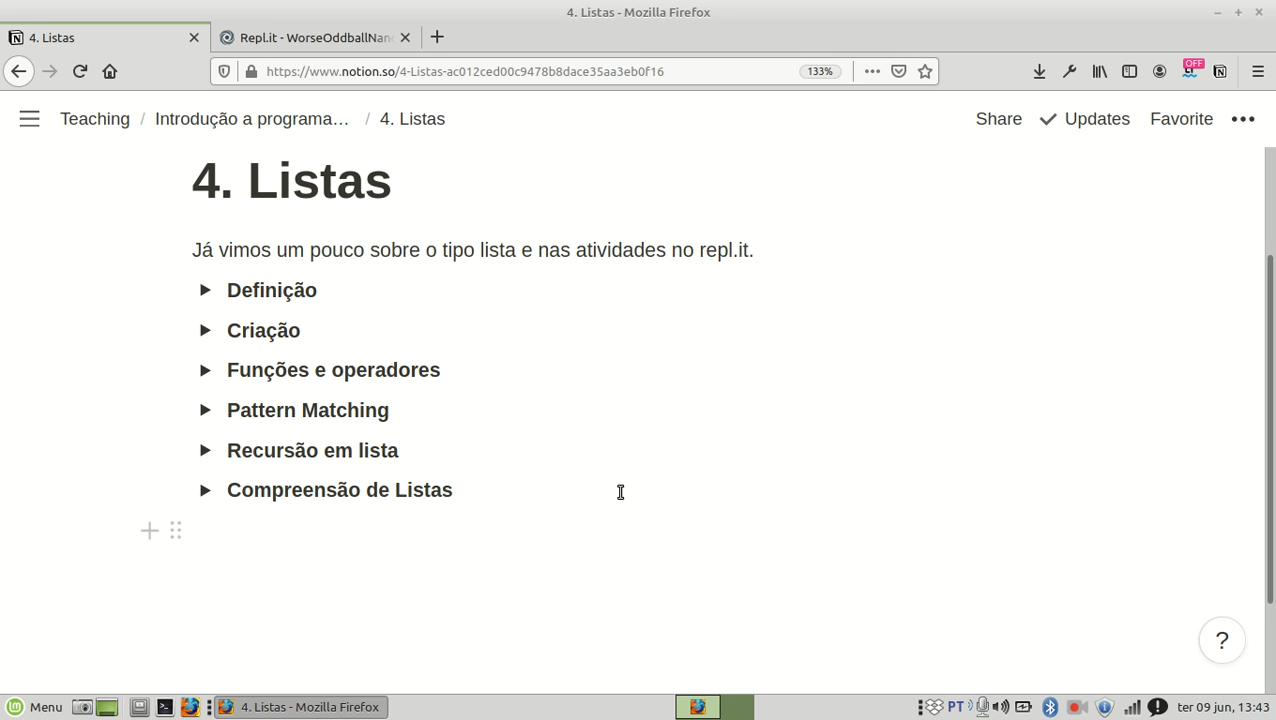 4. Listas - Mozilla Firefox
4. Listas
Repl.it - WorseOddballNan
https://www.notion.so/4-Listas-ac012ced00c9478b8dace35aa3eb0f16
133%
OFF
Teaching / Introdução a programa… / 4. Listas
Share Updates Favorite
4. Listas
Já vimos um pouco sobre o tipo lista e nas atividades no repl.it.
Definição
Criação
Funções e operadores
Pattern Matching
Recursão em lista
Compreensão de Listas
?
Menu
4. Listas - Mozilla Firefox
PT
ter 09 jun, 13:43